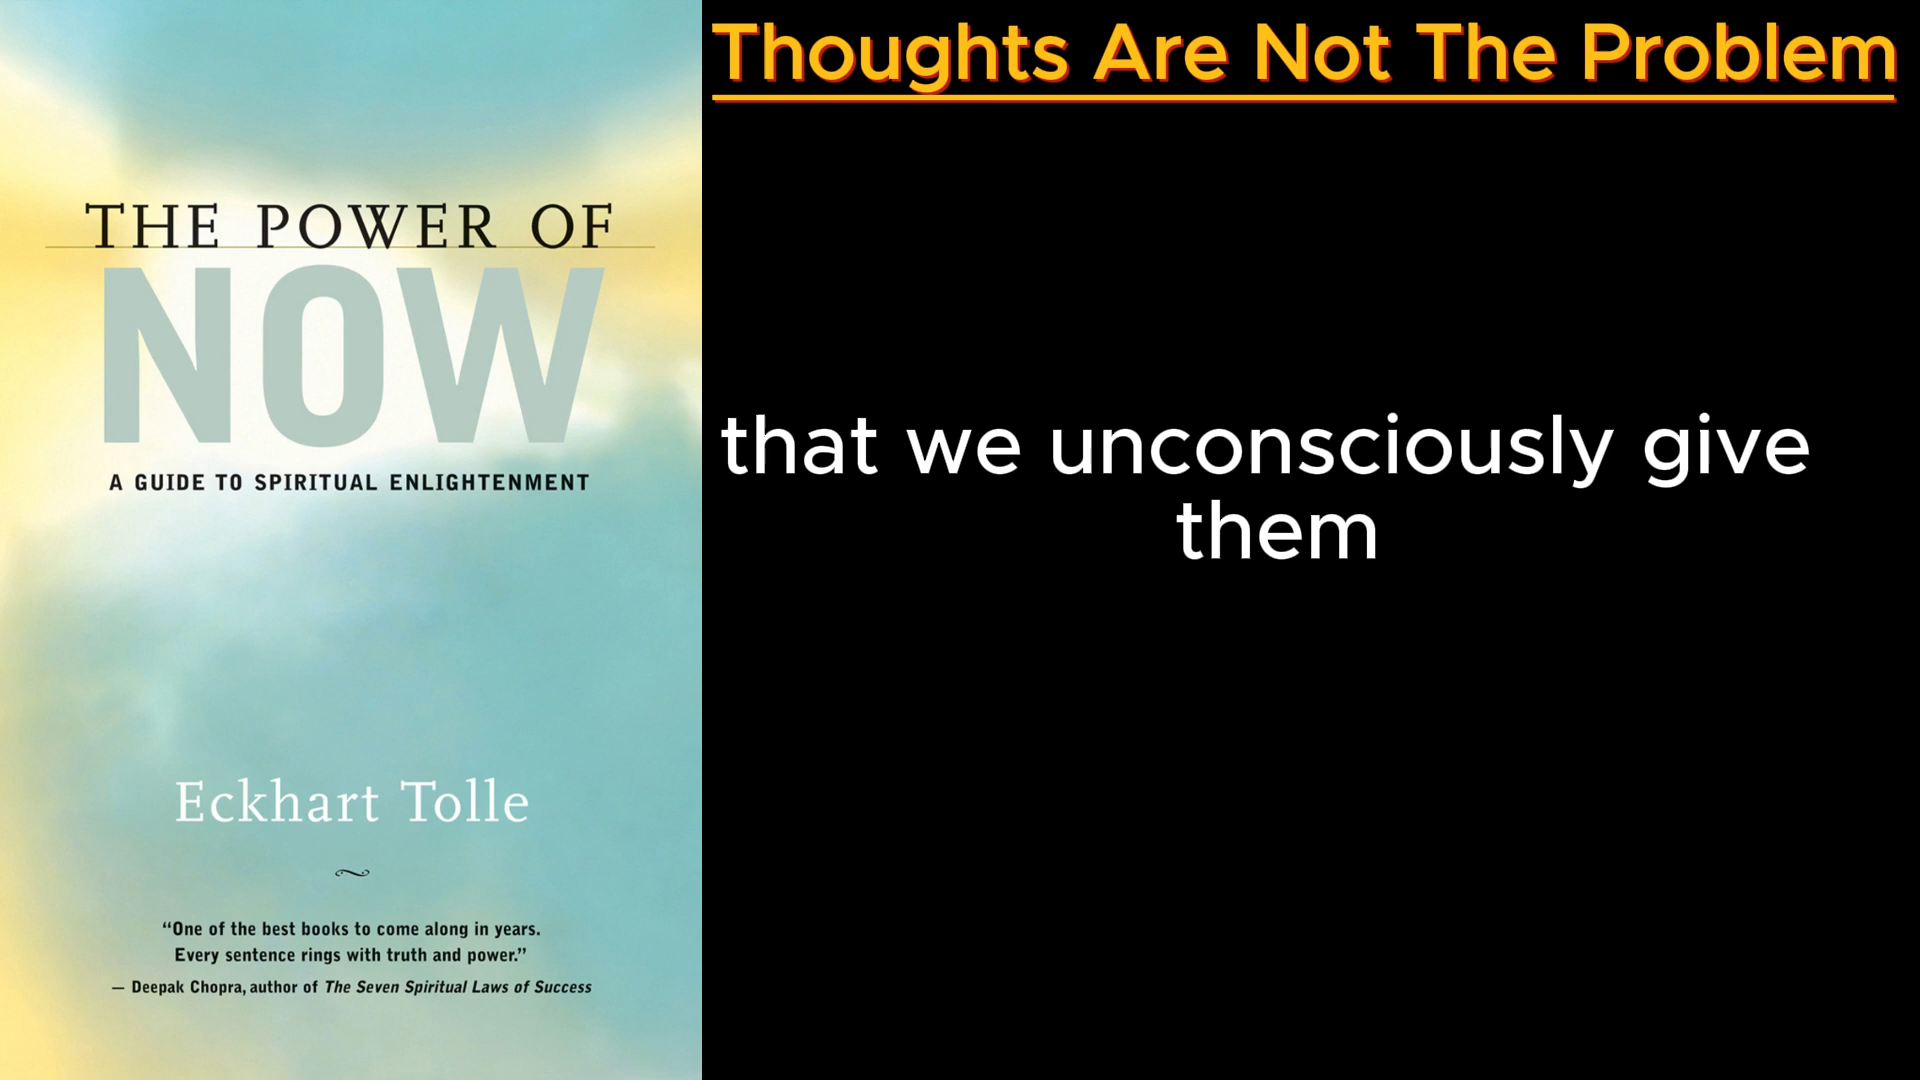 THE POWER OF
NOW
A GUIDE TO SPIRITUAL ENLIGHTENMENT
Eckhart Tolle
“One of the best books to come along in years.
Every sentence rings with truth and power.”
— Deepak Chopra, author of The Seven Spiritual Laws of Success
Thoughts Are Not The Problem
that we unconsciously give
them